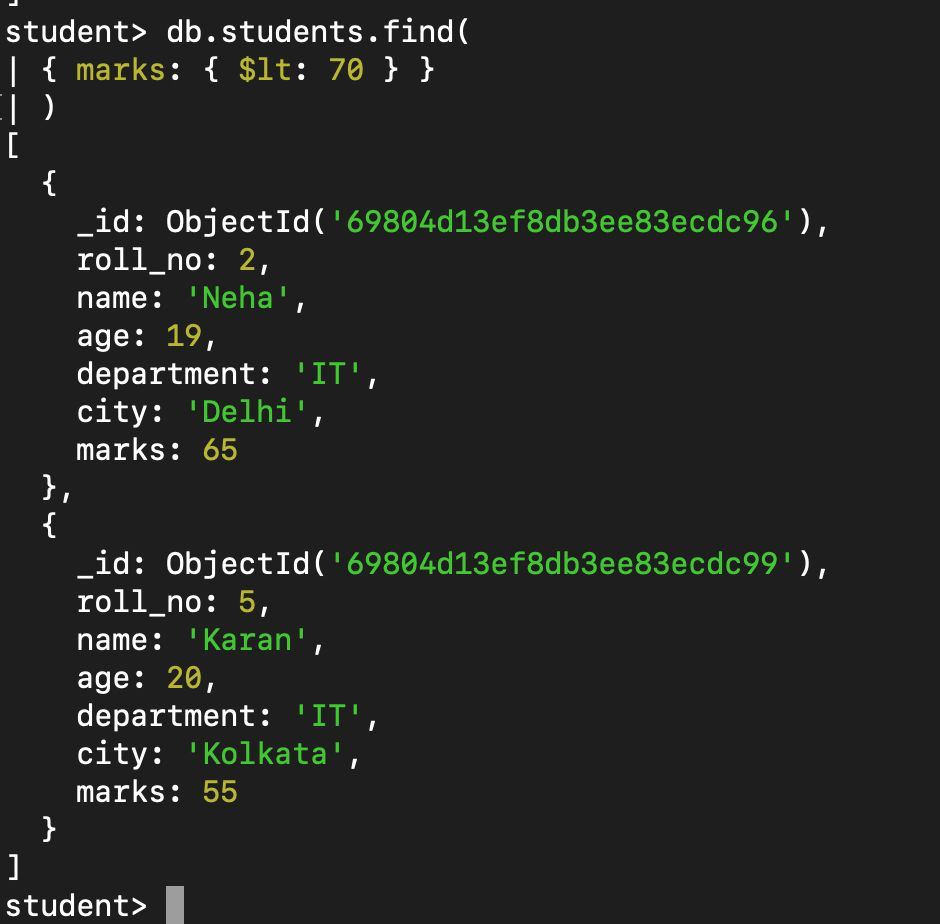 ]
student> db.students.find(
| { marks: { $lt: 70 } }
| )
[
  {
    _id: ObjectId('69804d13ef8db3ee83ecdc96'),
    roll_no: 2,
    name: 'Neha',
    age: 19,
    department: 'IT',
    city: 'Delhi',
    marks: 65
  },
  {
    _id: ObjectId('69804d13ef8db3ee83ecdc99'),
    roll_no: 5,
    name: 'Karan',
    age: 20,
    department: 'IT',
    city: 'Kolkata',
    marks: 55
  }
]
student>